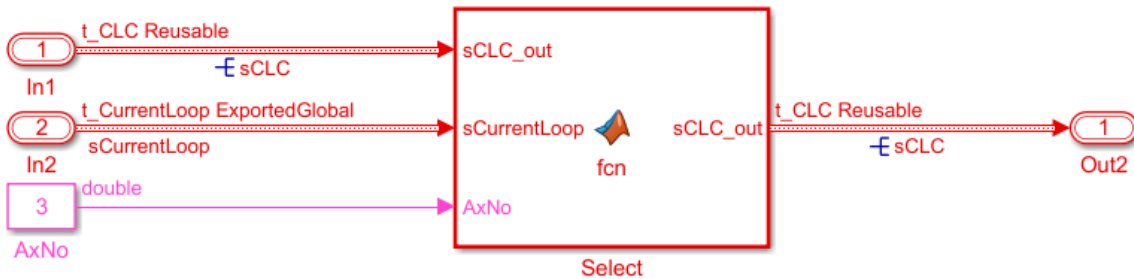 t_CLC Reusable
1
sCLC_out
sCLC
In1
t_CurrentLoop ExportedGlobal
t_CLC Reusable
2
sCurrentLoop
sCLC_out
1
sCurrentLoop
sCLC
In2
fcn
Out2
double
3
AxNo
AxNo
Select